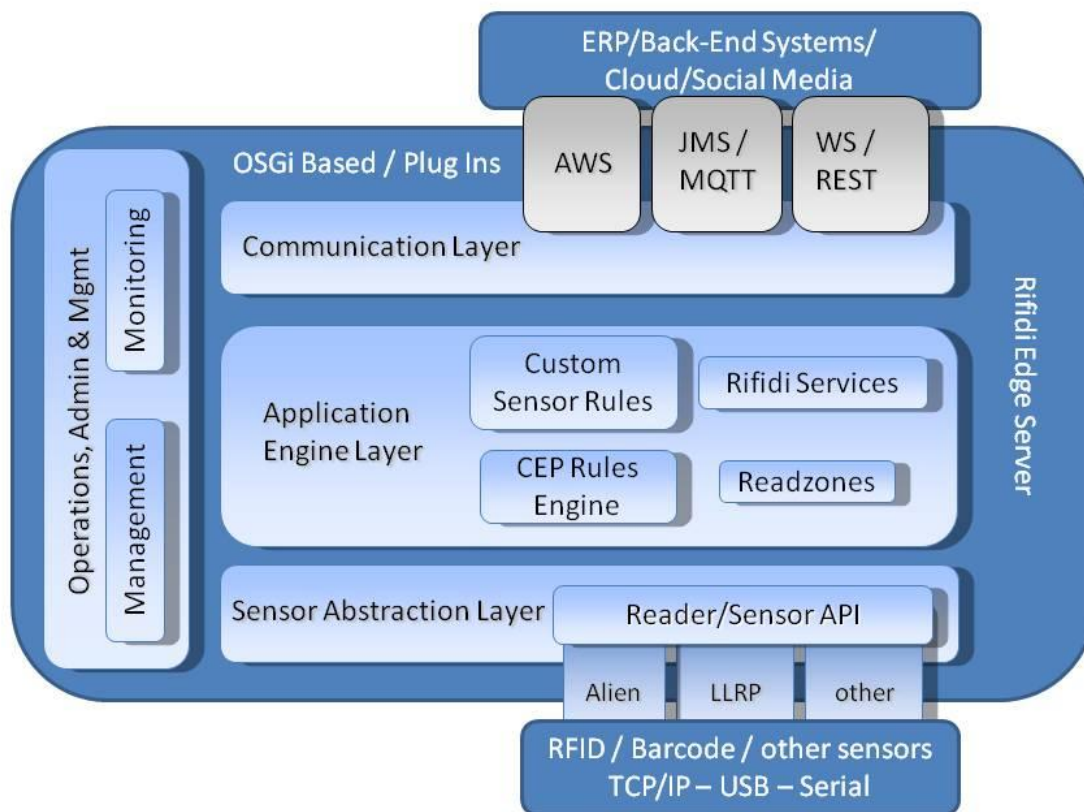 ERP/Back-End Systems/
Cloud/Social Media
OSGi Based / Plug Ins
AWS
JMS /
MQTT
WS /
REST
Communication Layer
Operations, Admin & Mgmt
Monitoring
Management
Application
Engine Layer
Custom
Sensor Rules
Rifidi Services
CEP Rules
Engine
Readzones
Rifidi Edge Server
Sensor Abstraction Layer
Reader/Sensor API
Alien
LLRP
other
RFID / Barcode / other sensors
TCP/IP – USB – Serial